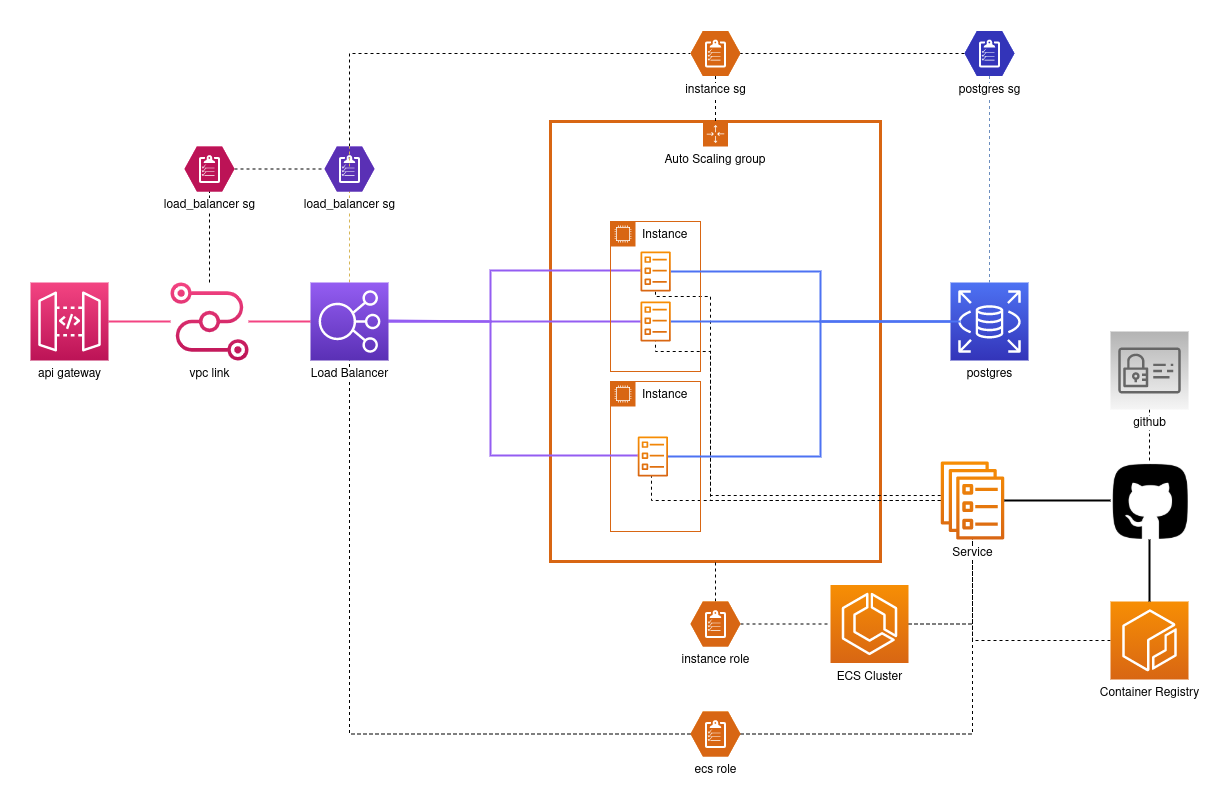 instance sg
postgres sg
Auto Scaling group
load_balancer sg
load_balancer sg
Instance
api gateway
vpc link
Load Balancer
postgres
Instance
github
Service
instance role
ECS Cluster
Container Registry
ecs role